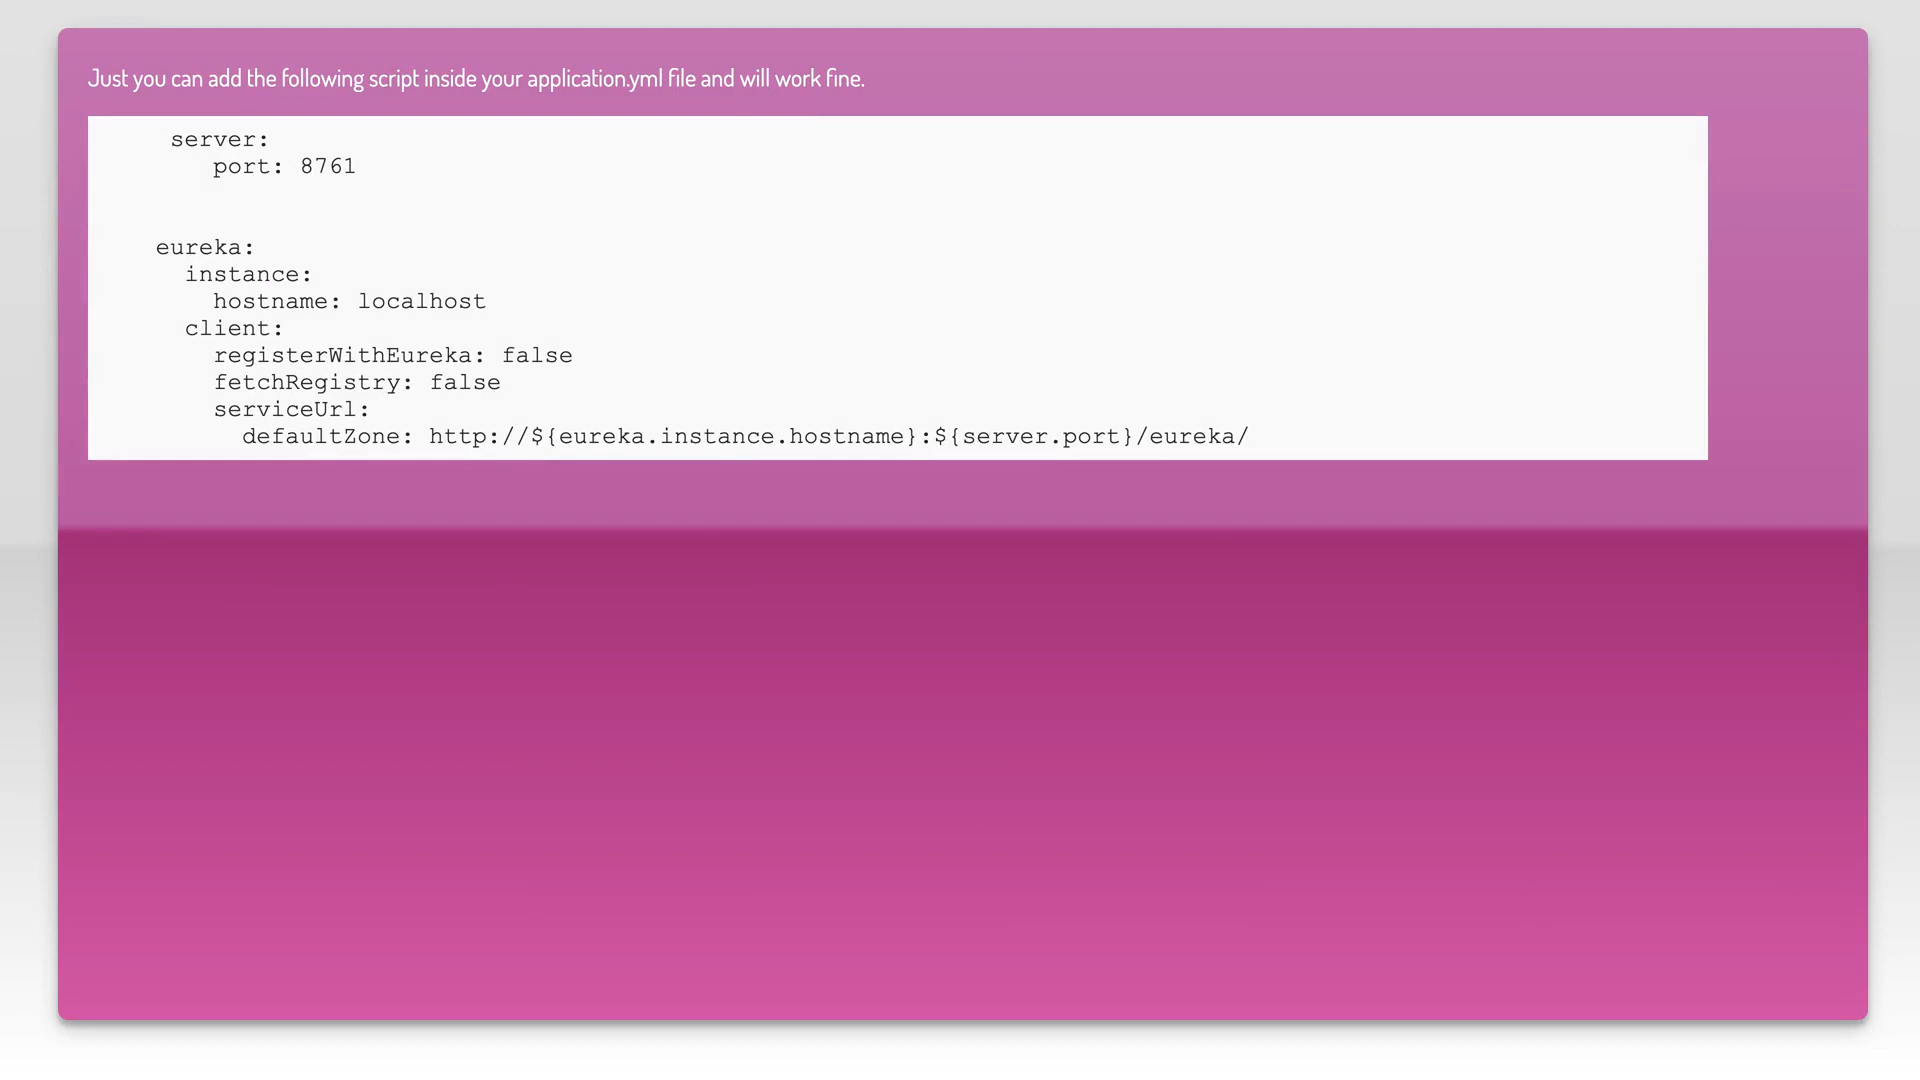 Just you can add the following script inside your application.yml file and will work fine.
server:
port: 8761
eureka:
instance:
hostname: localhost
client:
registerWithEureka: false
fetchRegistry: false
serviceUrl:
defaultZone: http://${eureka.instance.hostname}:${server.port}/eureka/